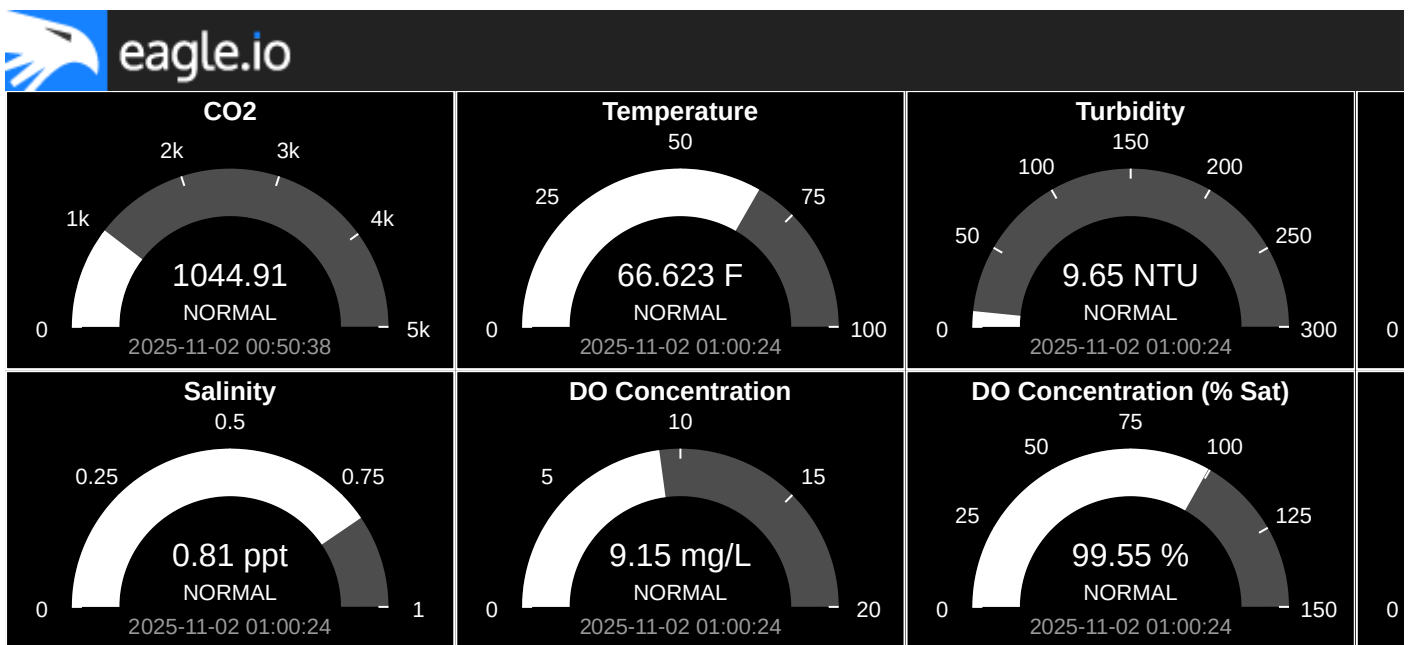 eagle.io
CO2
0
1k
2k
3k
4k
5k
1044.91
NORMAL
2025-11-02 00:50:38
Temperature
0
25
50
75
100
66.623 F
NORMAL
2025-11-02 01:00:24
Turbidity
0
50
100
150
200
250
300
9.65 NTU
NORMAL
2025-11-02 01:00:24
0
Salinity
0
0.25
0.5
0.75
1
0.81 ppt
NORMAL
2025-11-02 01:00:24
DO Concentration
0
5
10
15
20
9.15 mg/L
NORMAL
2025-11-02 01:00:24
DO Concentration (% Sat)
0
25
50
75
100
125
150
99.55 %
NORMAL
2025-11-02 01:00:24
0